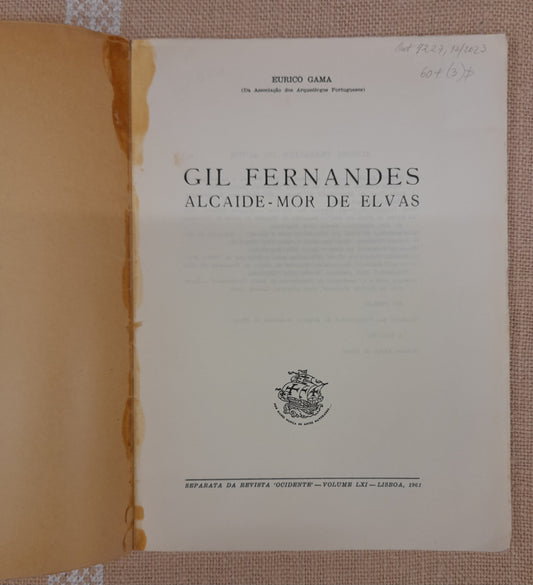 EURICO GAMA
(Da Associação dos Arqueólogos Portugueses)
GIL FERNANDES
ALCAIDE-MOR DE ELVAS
SEPARATA DA REVISTA 'OCIDENTE' — VOLUME LXI — LISBOA, 1961